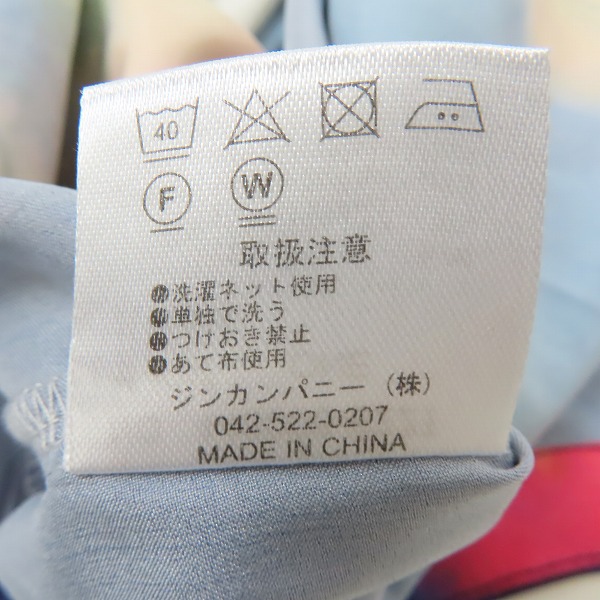 40
F W
取扱注意
●洗濯ネット使用
●単独で洗う
●つけおき禁止
●あて布使用
ジンカンパニー（株）
042-522-0207
MADE IN CHINA